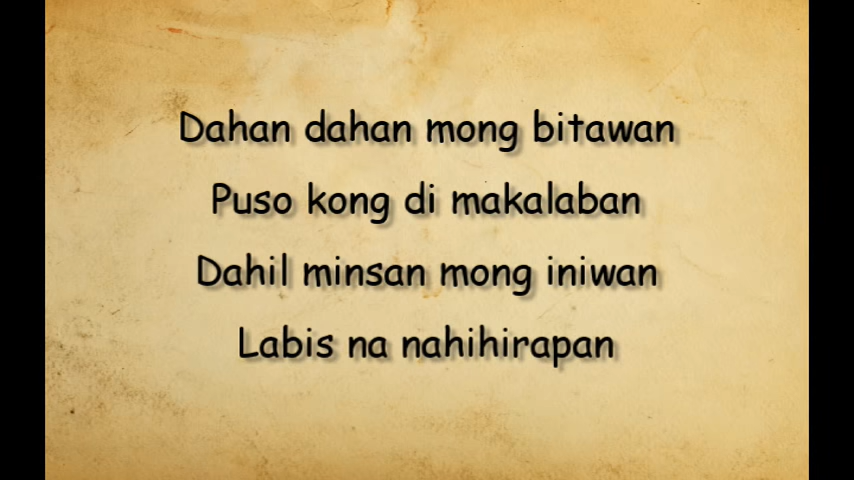 Dahan dahan mong bitawan
Puso kong di makalaban
Dahil minsan mong iniwan
Labis na nahihirapan